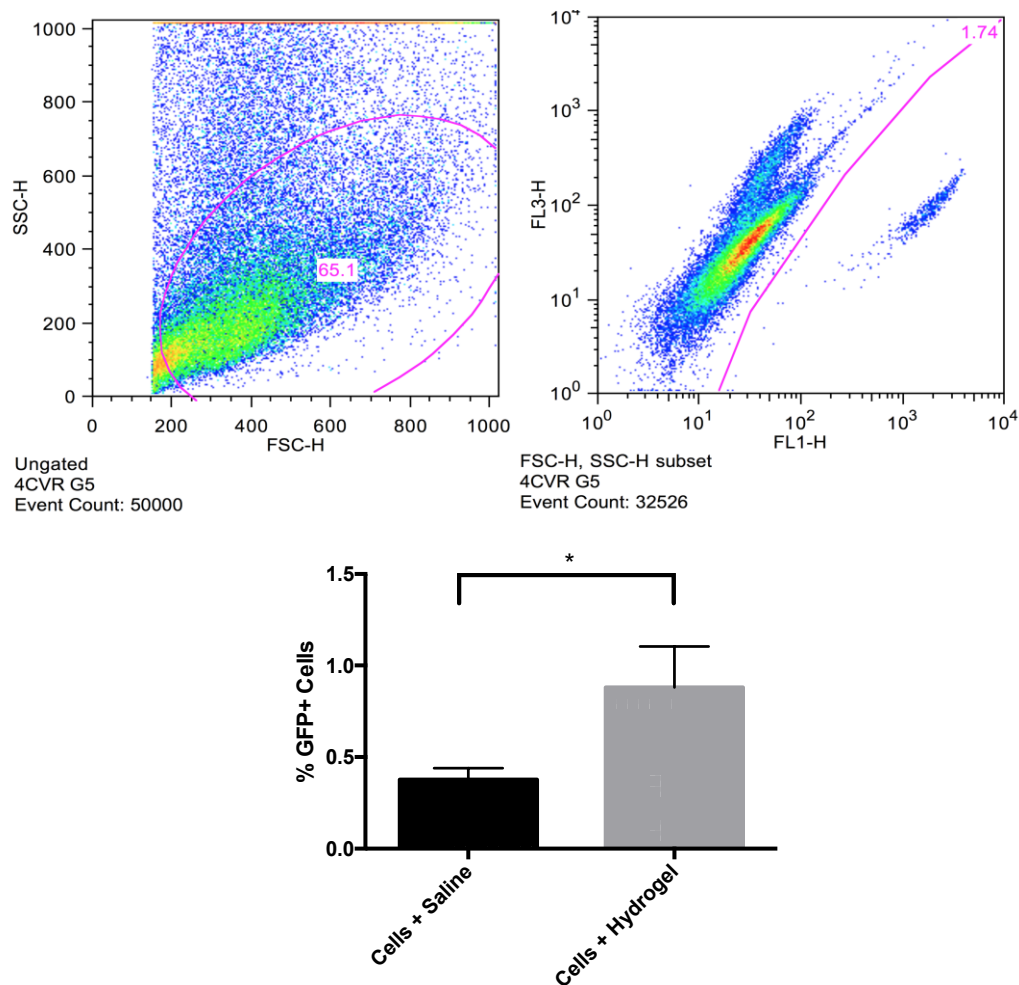 1000
800
600
400
200
0
SSC-H
65.1
0 200 400 600 800 1000
FSC-H
Ungated
4CVR G5
Event Count: 50000
10⁴
10³
10²
10¹
10⁰
FL3-H
1.74
10⁰ 10¹ 10² 10³ 10⁴
FL1-H
FSC-H, SSC-H subset
4CVR G5
Event Count: 32526
*
1.5
1.0
0.5
0.0
% GFP+ Cells
Cells + Saline
Cells + Hydrogel